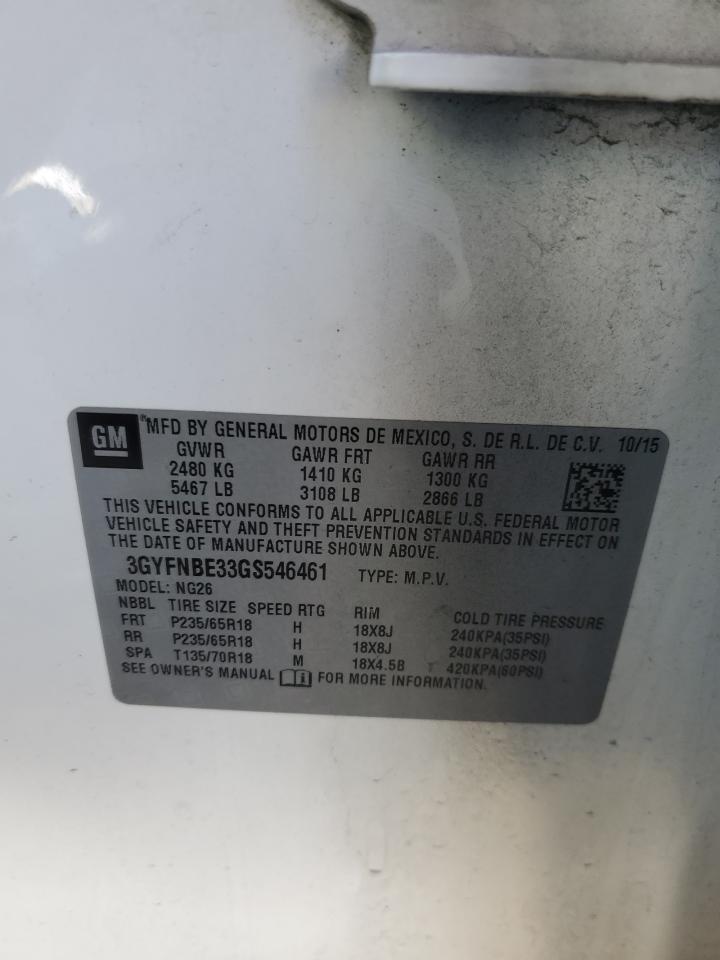 GM ® MFD BY GENERAL MOTORS DE MEXICO, S. DE R.L. DE C.V. 10/15
GVWR GAWR FRT GAWR RR
2480 KG 1410 KG 1300 KG
5467 LB 3108 LB 2866 LB
THIS VEHICLE CONFORMS TO ALL APPLICABLE U.S. FEDERAL MOTOR
VEHICLE SAFETY AND THEFT PREVENTION STANDARDS IN EFFECT ON
THE DATE OF MANUFACTURE SHOWN ABOVE.
3GYFNBE33GS546461 TYPE: M.P.V.
MODEL: NG26
NBBL TIRE SIZE SPEED RTG RIM COLD TIRE PRESSURE
FRT P235/65R18 H 18X8J 240KPA(35PSI)
RR P235/65R18 H 18X8J 240KPA(35PSI)
SPA T135/70R18 M 18X4.5B T 420KPA(60PSI)
SEE OWNER'S MANUAL i FOR MORE INFORMATION.